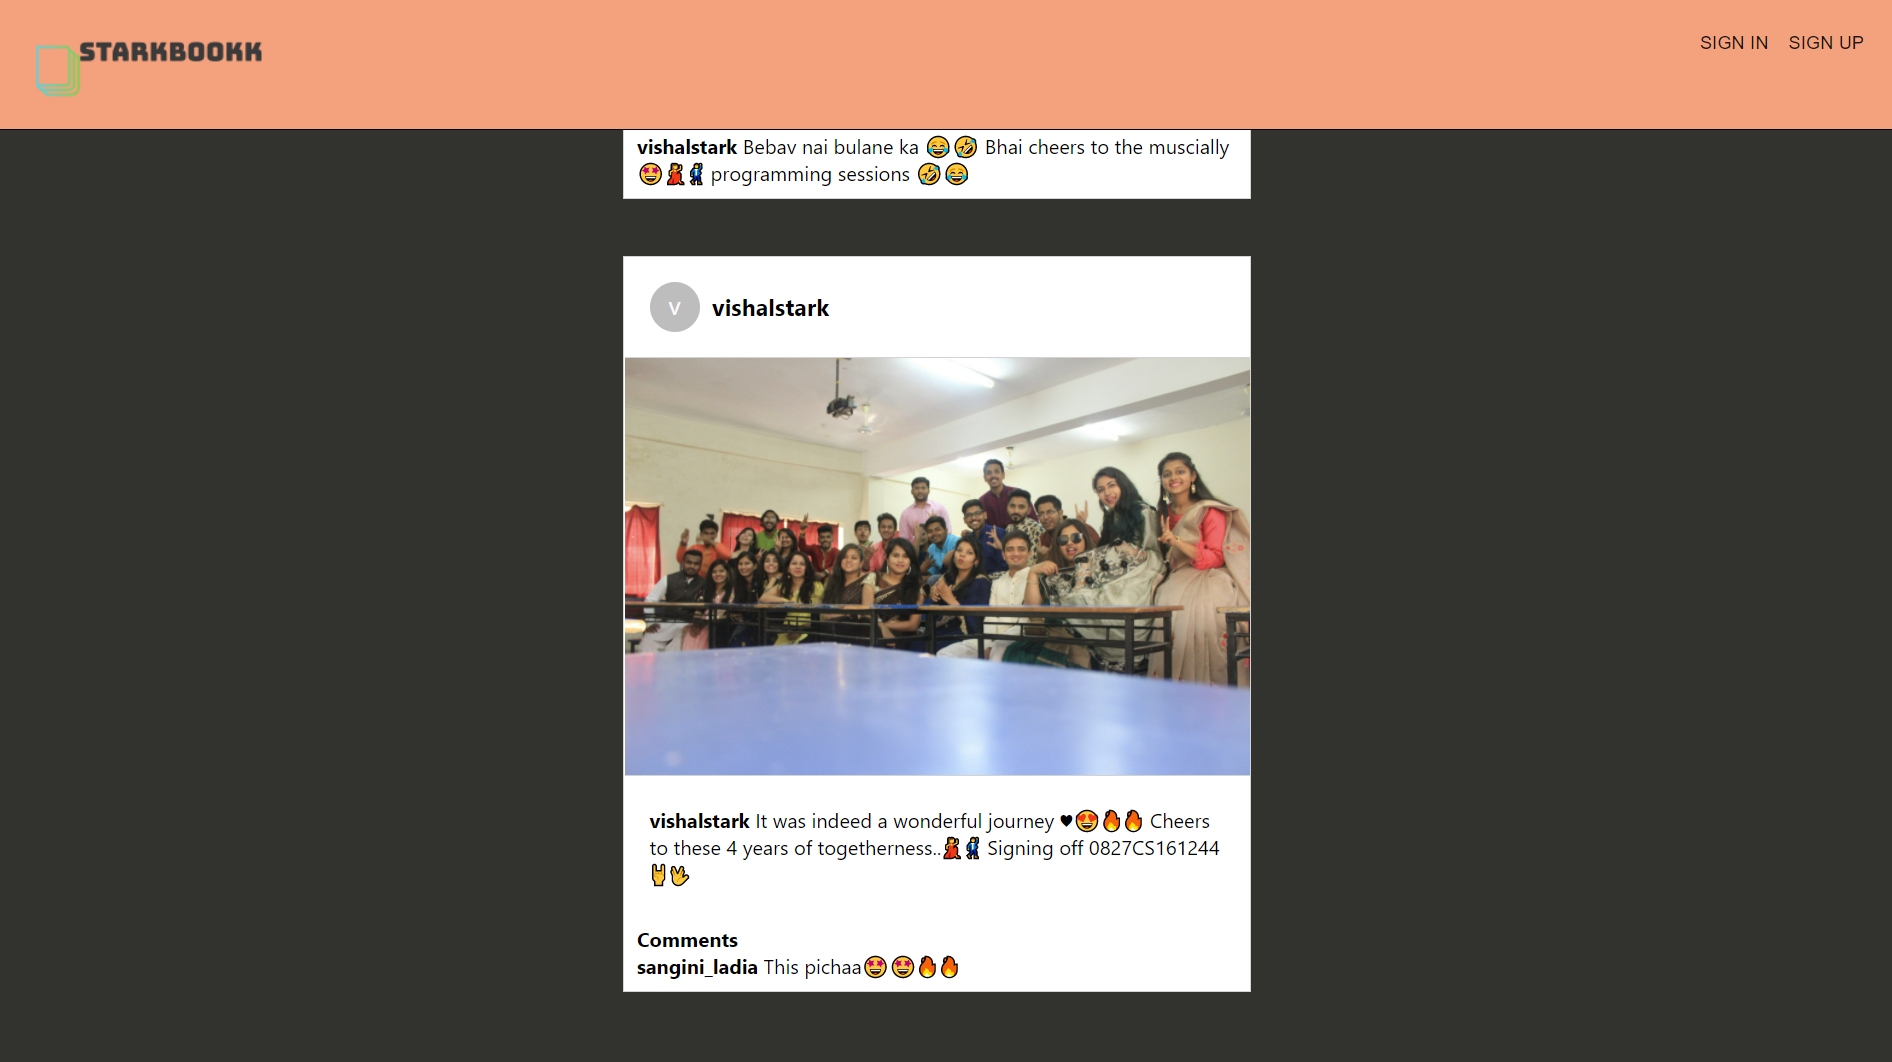 STARKBOOKK
SIGN IN SIGN UP
vishalstark Bebav nai bulane ka 😂🤣 Bhai cheers to the muscially
🤩💃🕺 programming sessions 🤣😂
V vishalstark
vishalstark It was indeed a wonderful journey ♥😍🔥🔥 Cheers
to these 4 years of togetherness..💃🕺 Signing off 0827CS161244
🤘🖖
Comments
sangini_ladia This pichaa🤩🤩🔥🔥